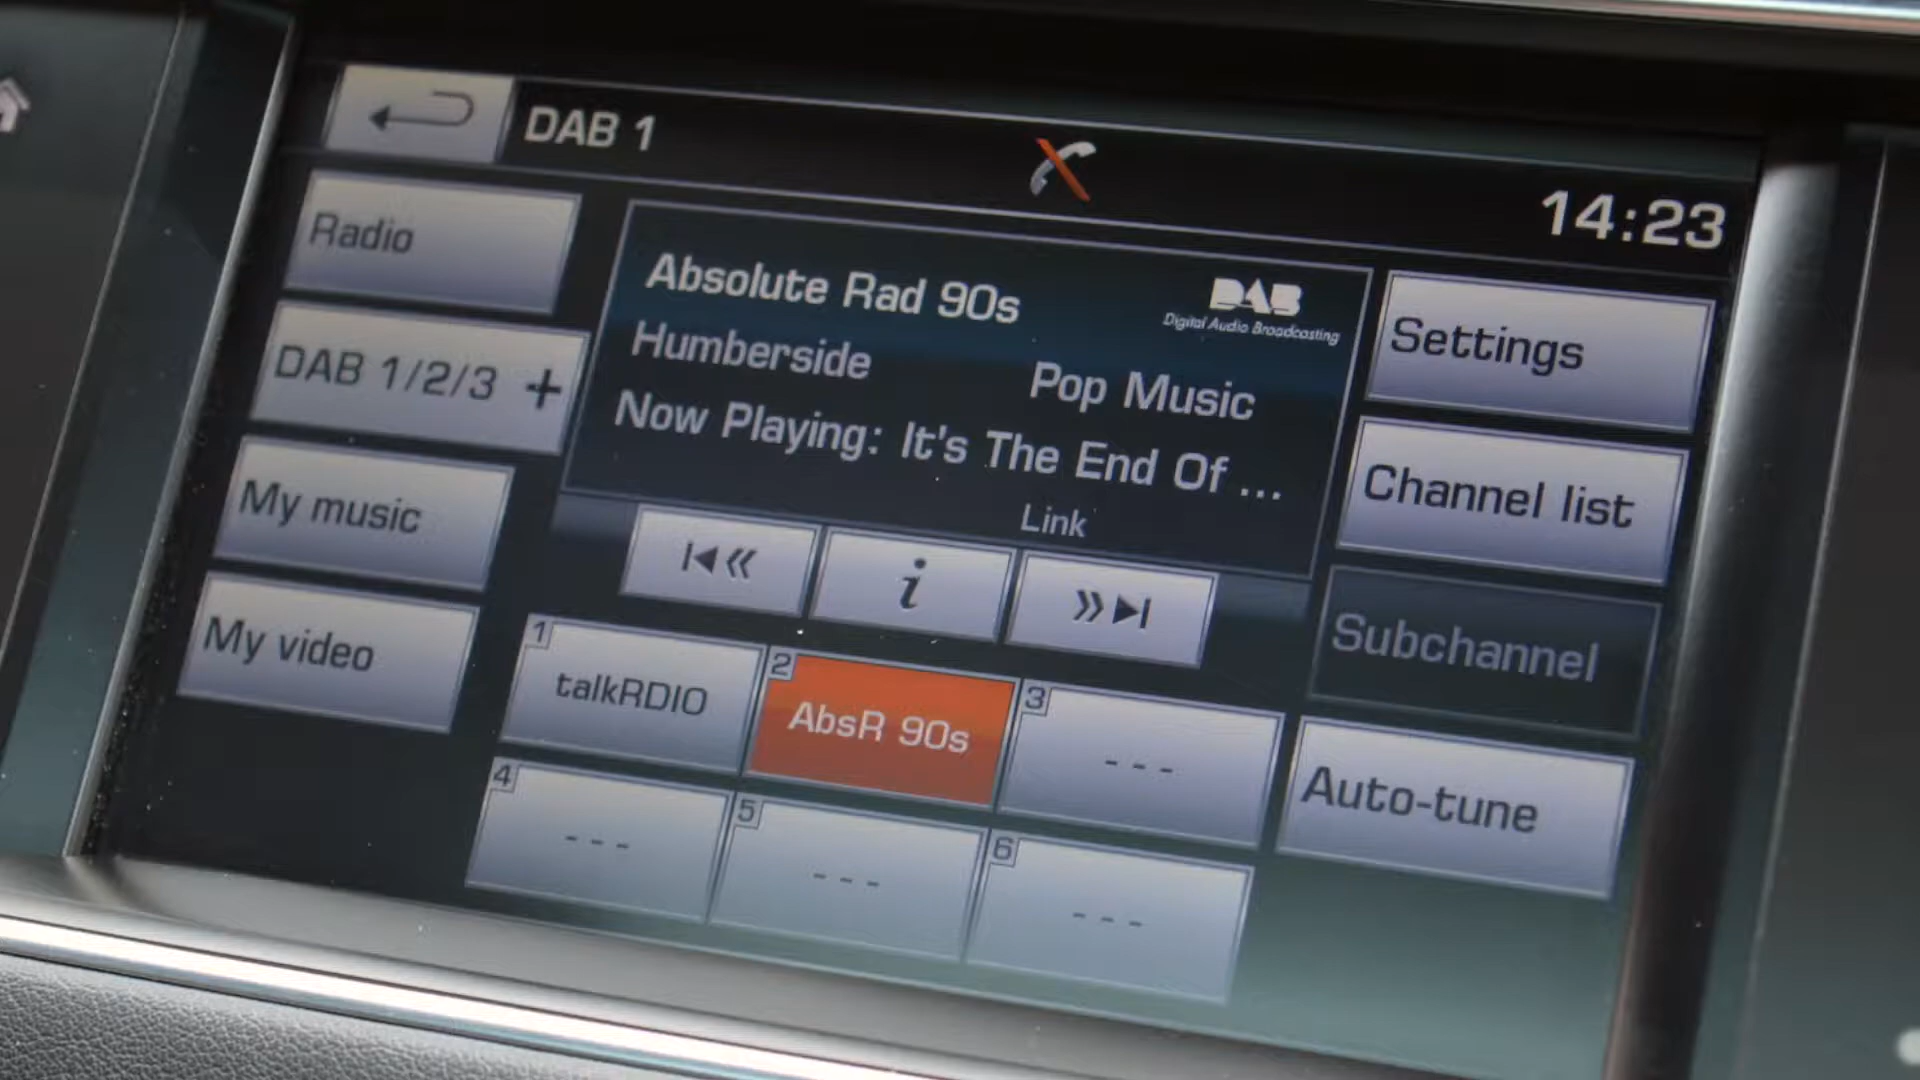 DAB 1
14:23
Radio
DAB 1/2/3 +
My music
My video
Absolute Rad 90s
DAB
Digital Audio Broadcasting
Humberside
Pop Music
Now Playing: It's The End Of ...
Link
i
Settings
Channel list
Subchannel
Auto-tune
1
talkRDIO
2
AbsR 90s
3
---
4
---
5
---
6
---